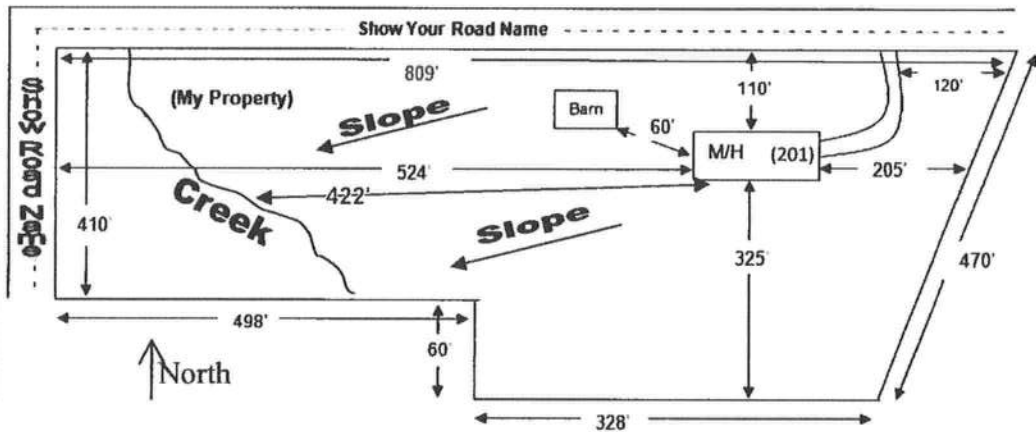 Show Your Road Name
Show Road Name
809'
110'
120'
(My Property)
Slope
Barn
60'
M/H (201)
524'
205'
422'
Creek
410'
Slope
325'
470'
498'
60'
North
328'